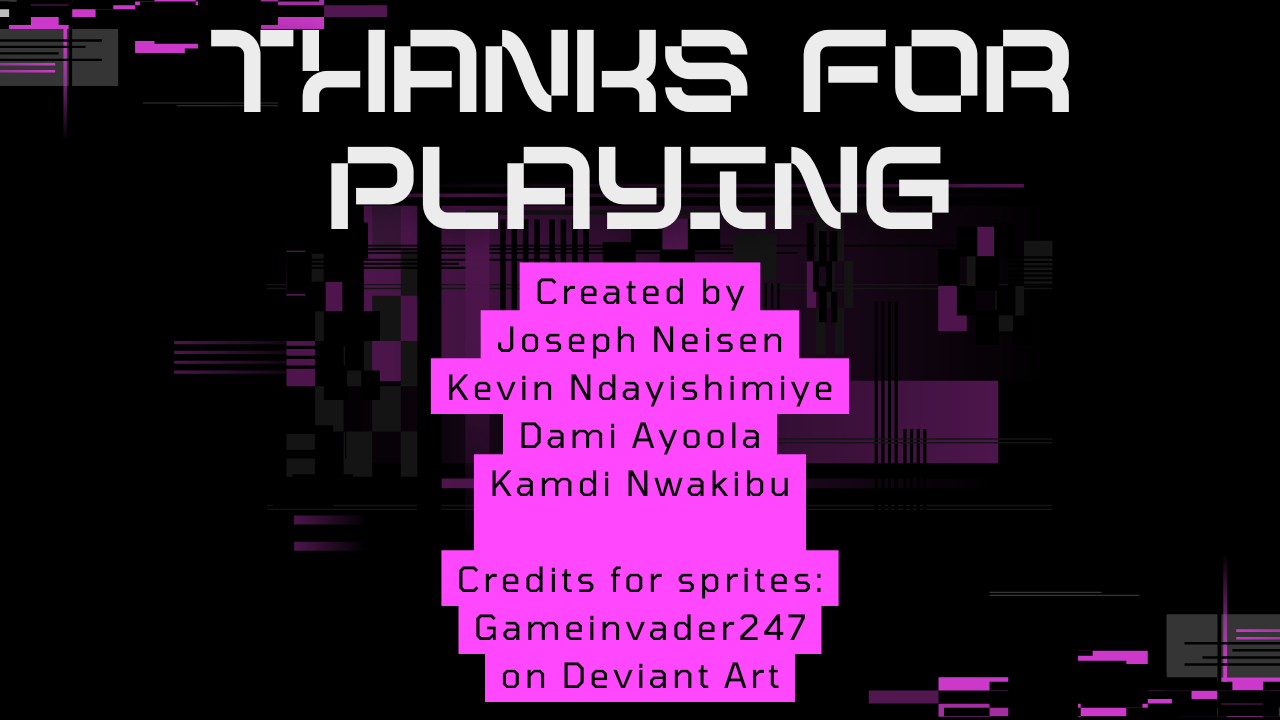 THANKS FOR
PLAYING
Created by
Joseph Neisen
Kevin Ndayishimiye
Dami Ayoola
Kamdi Nwakibu
Credits for sprites:
Gameinvader247
on Deviant Art